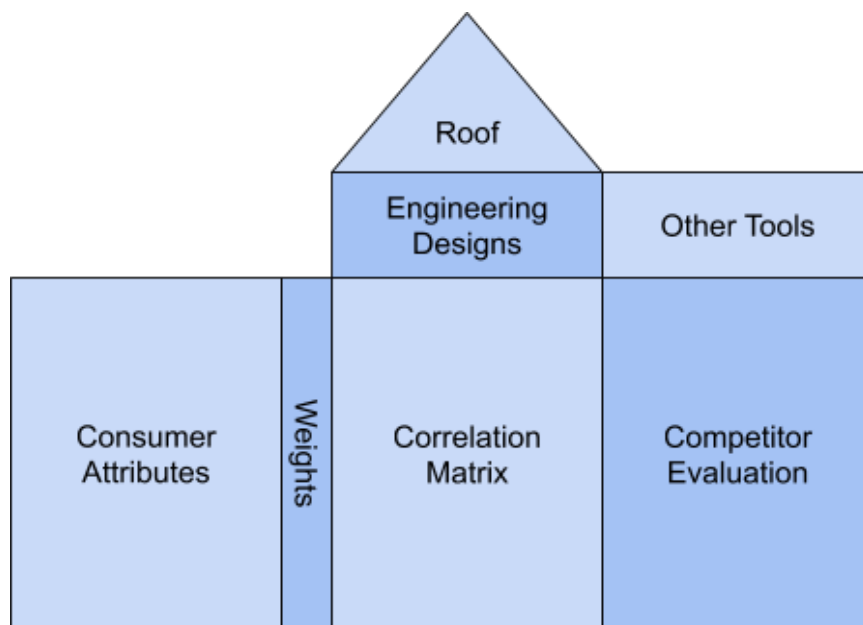 Roof
Engineering
Designs
Other Tools
Consumer
Attributes
Weights
Correlation
Matrix
Competitor
Evaluation